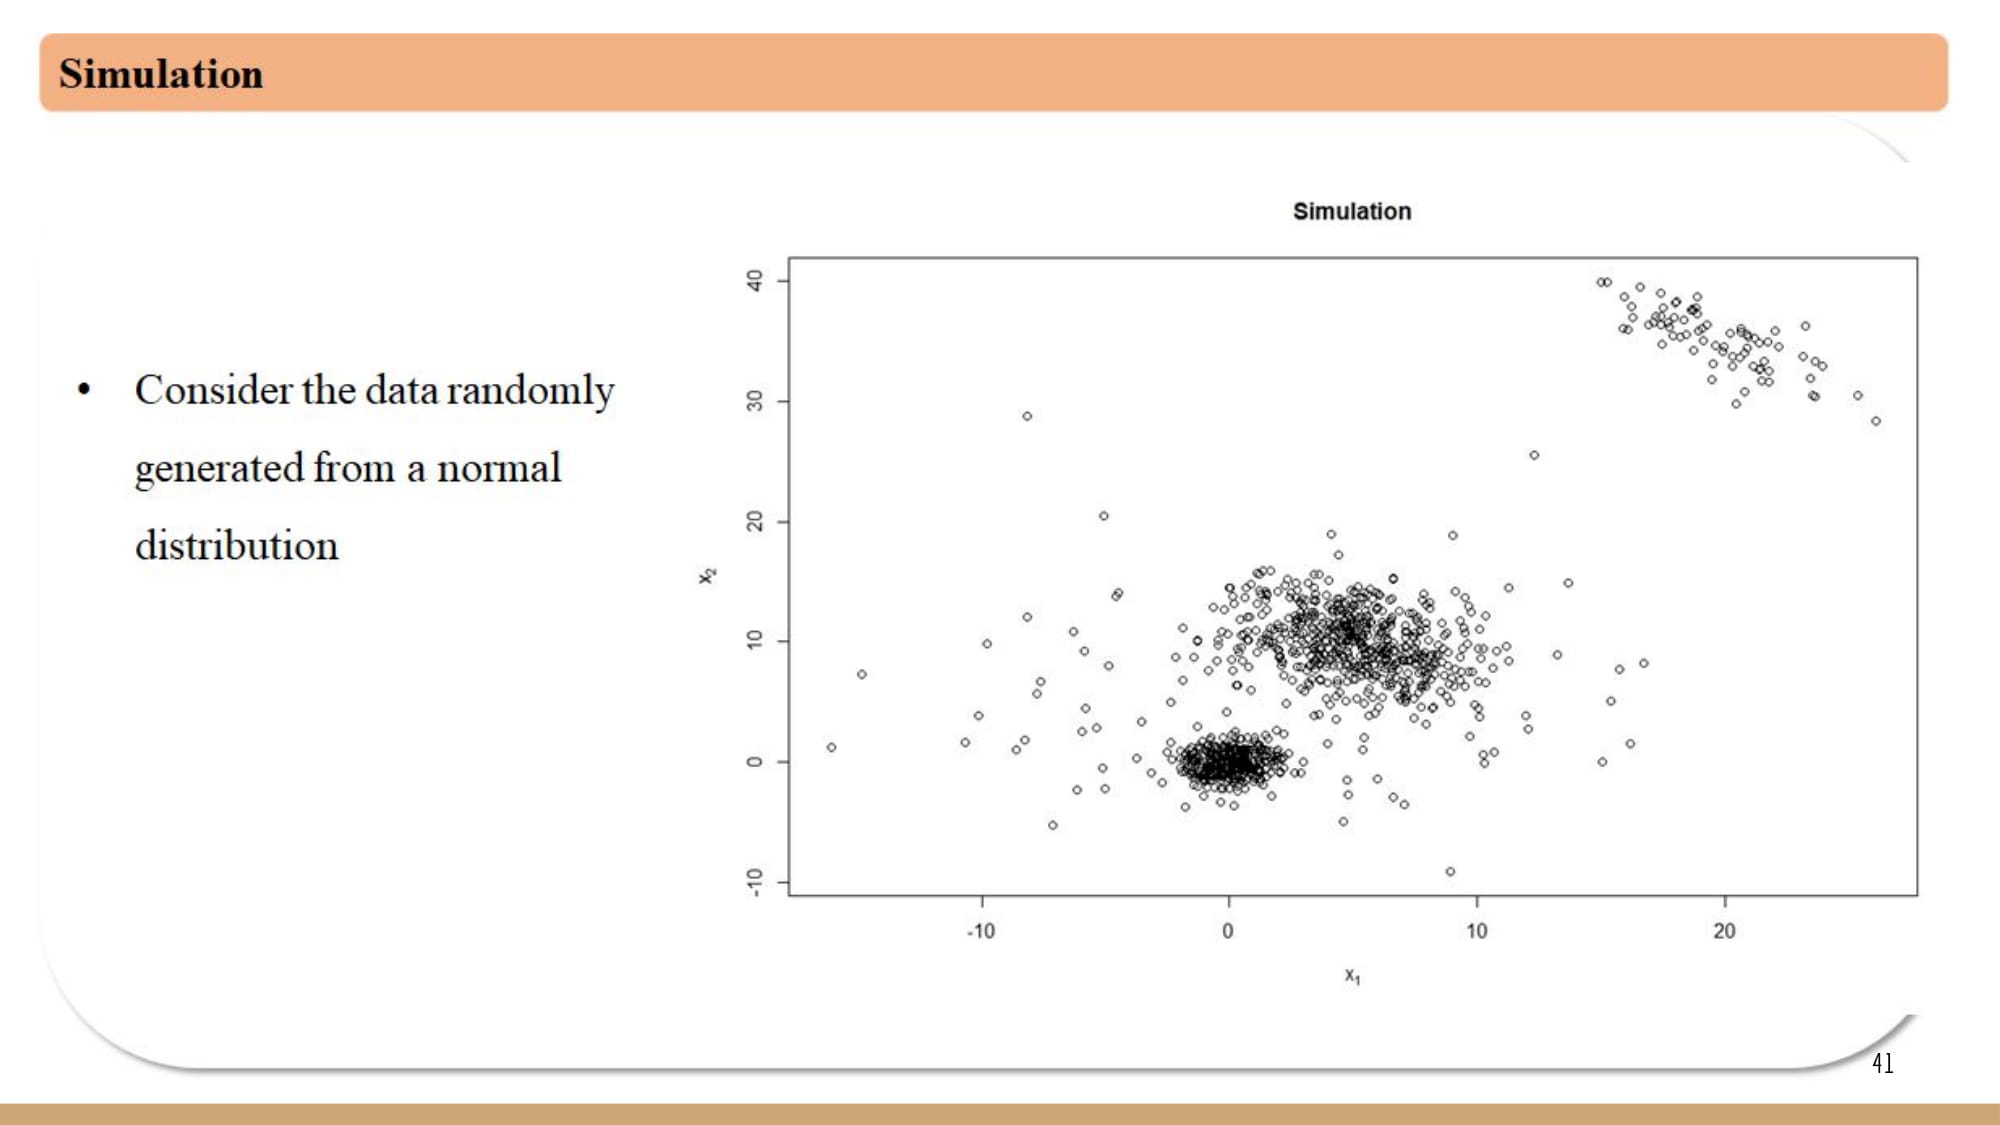 Simulation
• Consider the data randomly
generated from a normal
distribution
Simulation
40
30
20
10
0
-10
x₂
-10 0 10 20
x₁
41